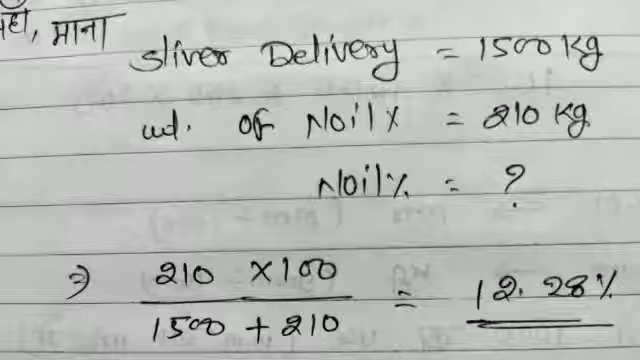 यहाँ, माना
Sliver Delivery = 1500 Kg
wt. of Noil% = 210 Kg
Noil% = ?
⇒ 210 × 100 / 1500 + 210 = 12.28%